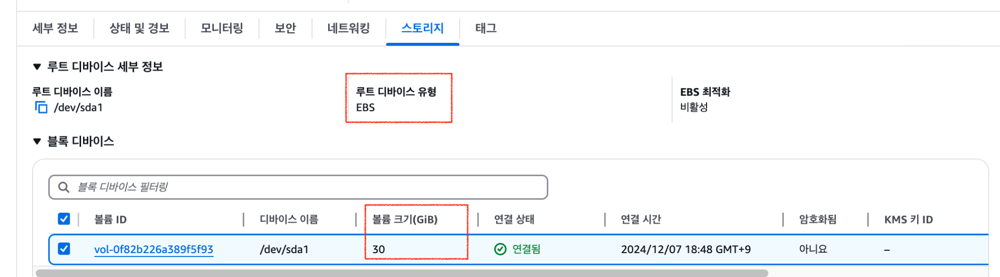 세부 정보 상태 및 경보 모니터링 보안 네트워킹 스토리지 태그
루트 디바이스 세부 정보
루트 디바이스 이름 루트 디바이스 유형 EBS 최적화
/dev/sda1 EBS 비활성
블록 디바이스
블록 디바이스 필터링
볼륨 ID 디바이스 이름 볼륨 크기(GiB) 연결 상태 연결 시간 암호화됨 KMS 키 ID
vol-0f82b226a389f5f93 /dev/sda1 30 연결됨 2024/12/07 18:48 GMT+9 아니요 –